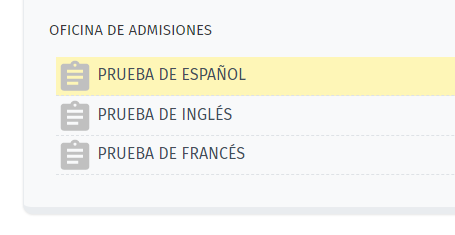 OFICINA DE ADMISIONES
PRUEBA DE ESPAÑOL
PRUEBA DE INGLÉS
PRUEBA DE FRANCÉS